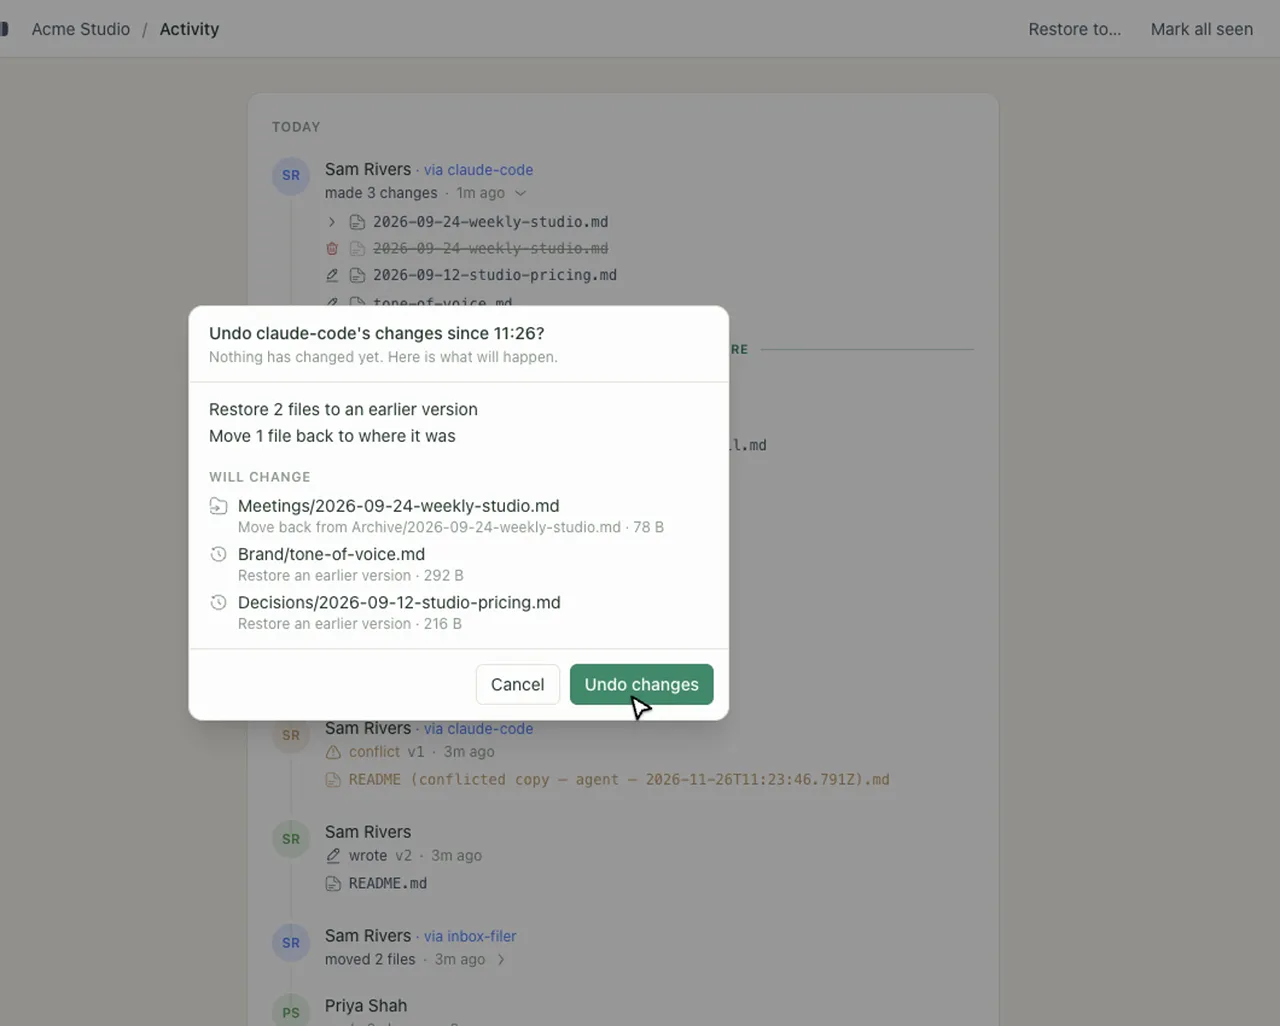 Acme Studio / Activity
Restore to... Mark all seen
TODAY
SR Sam Rivers · via claude-code
made 3 changes · 1m ago
2026-09-24-weekly-studio.md
2026-09-24-weekly-studio.md
2026-09-12-studio-pricing.md
tone-of-voice.md
RE
Undo claude-code's changes since 11:26?
Nothing has changed yet. Here is what will happen.
Restore 2 files to an earlier version
Move 1 file back to where it was
l.md
WILL CHANGE
Meetings/2026-09-24-weekly-studio.md
Move back from Archive/2026-09-24-weekly-studio.md · 78 B
Brand/tone-of-voice.md
Restore an earlier version · 292 B
Decisions/2026-09-12-studio-pricing.md
Restore an earlier version · 216 B
Cancel Undo changes
SR Sam Rivers · via claude-code
conflict v1 · 3m ago
README (conflicted copy — agent — 2026-11-26T11:23:46.791Z).md
SR Sam Rivers
wrote v2 · 3m ago
README.md
SR Sam Rivers · via inbox-filer
moved 2 files · 3m ago
PS Priya Shah